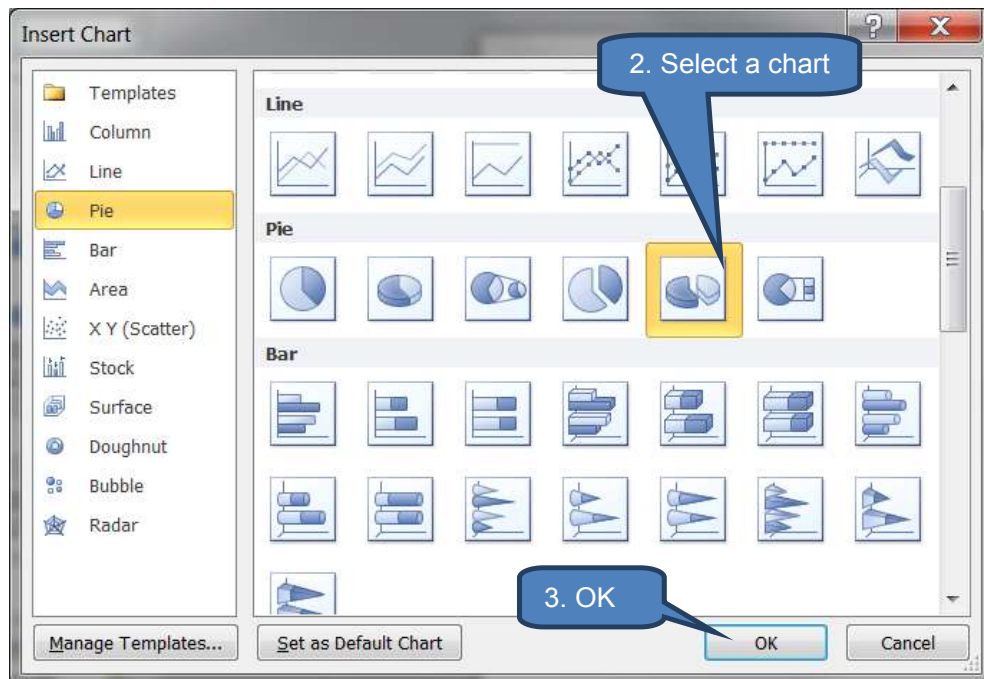 Insert Chart
?
X
2. Select a chart
Templates
Column
Line
Pie
Bar
Area
X Y (Scatter)
Stock
Surface
Doughnut
Bubble
Radar
Line
Pie
Bar
3. OK
Manage Templates...
Set as Default Chart
OK
Cancel